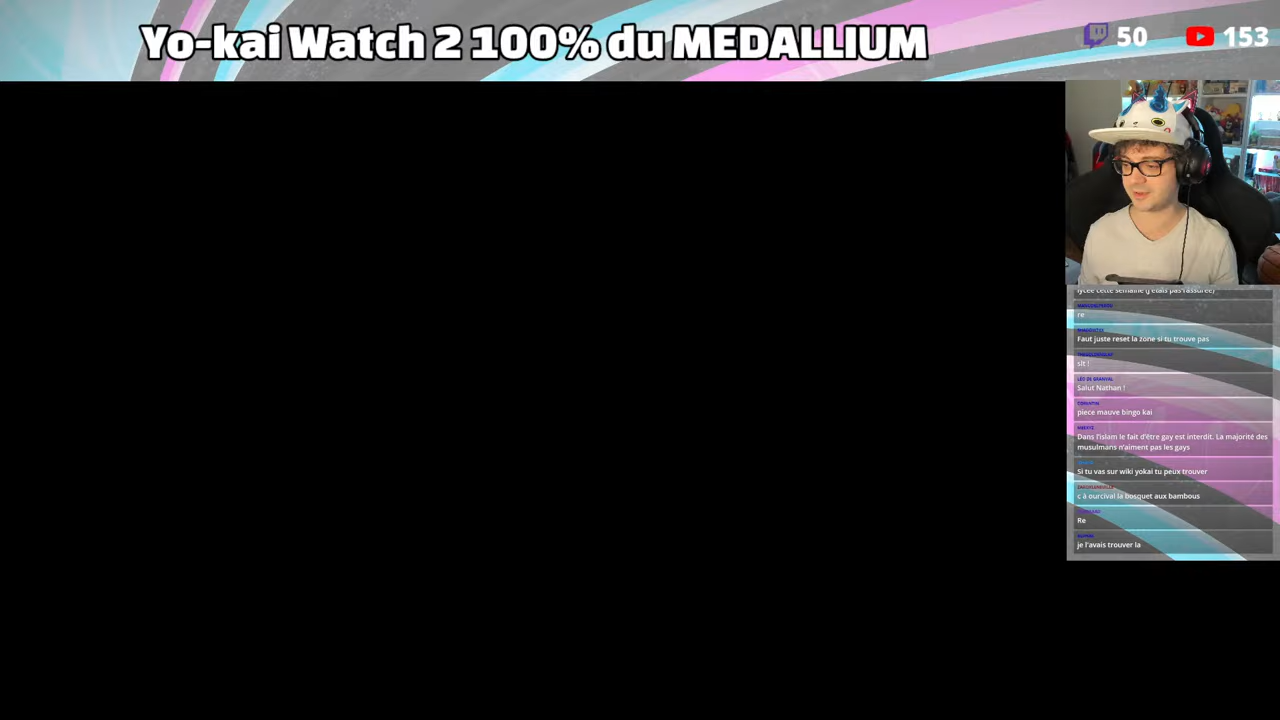 Yo-kai Watch 2 100% du MEDALLIUM
50
153
re
Faut juste reset la zone si tu trouve pas
slt !
LEO DE GRANVAL
Salut Nathan !
piece mauve bingo kai
Dans l'islam le fait d'être gay est interdit. La majorité des
musulmans n'aiment pas les gays
Si tu vas sur wiki yokai tu peux trouver
c à ourcival la bosquet aux bambous
Re
je l'avais trouver la